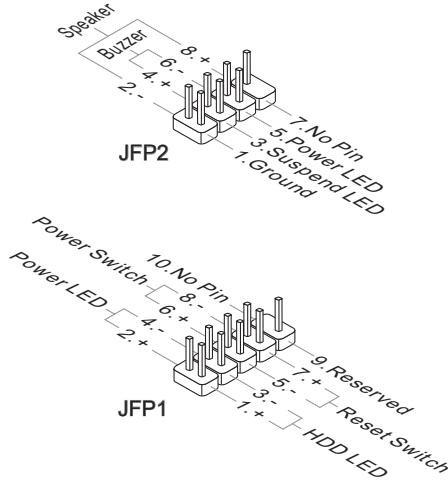 Speaker
Buzzer
8.+
6.-
4.+
2.-
7.No Pin
5.Power LED
3.Suspend LED
1.Ground
JFP2
Power Switch
Power LED
10.No Pin
8.-
6.+
4.-
2.+
9.Reserved
7.+
5.-
3.-
1.+
Reset Switch
HDD LED
JFP1